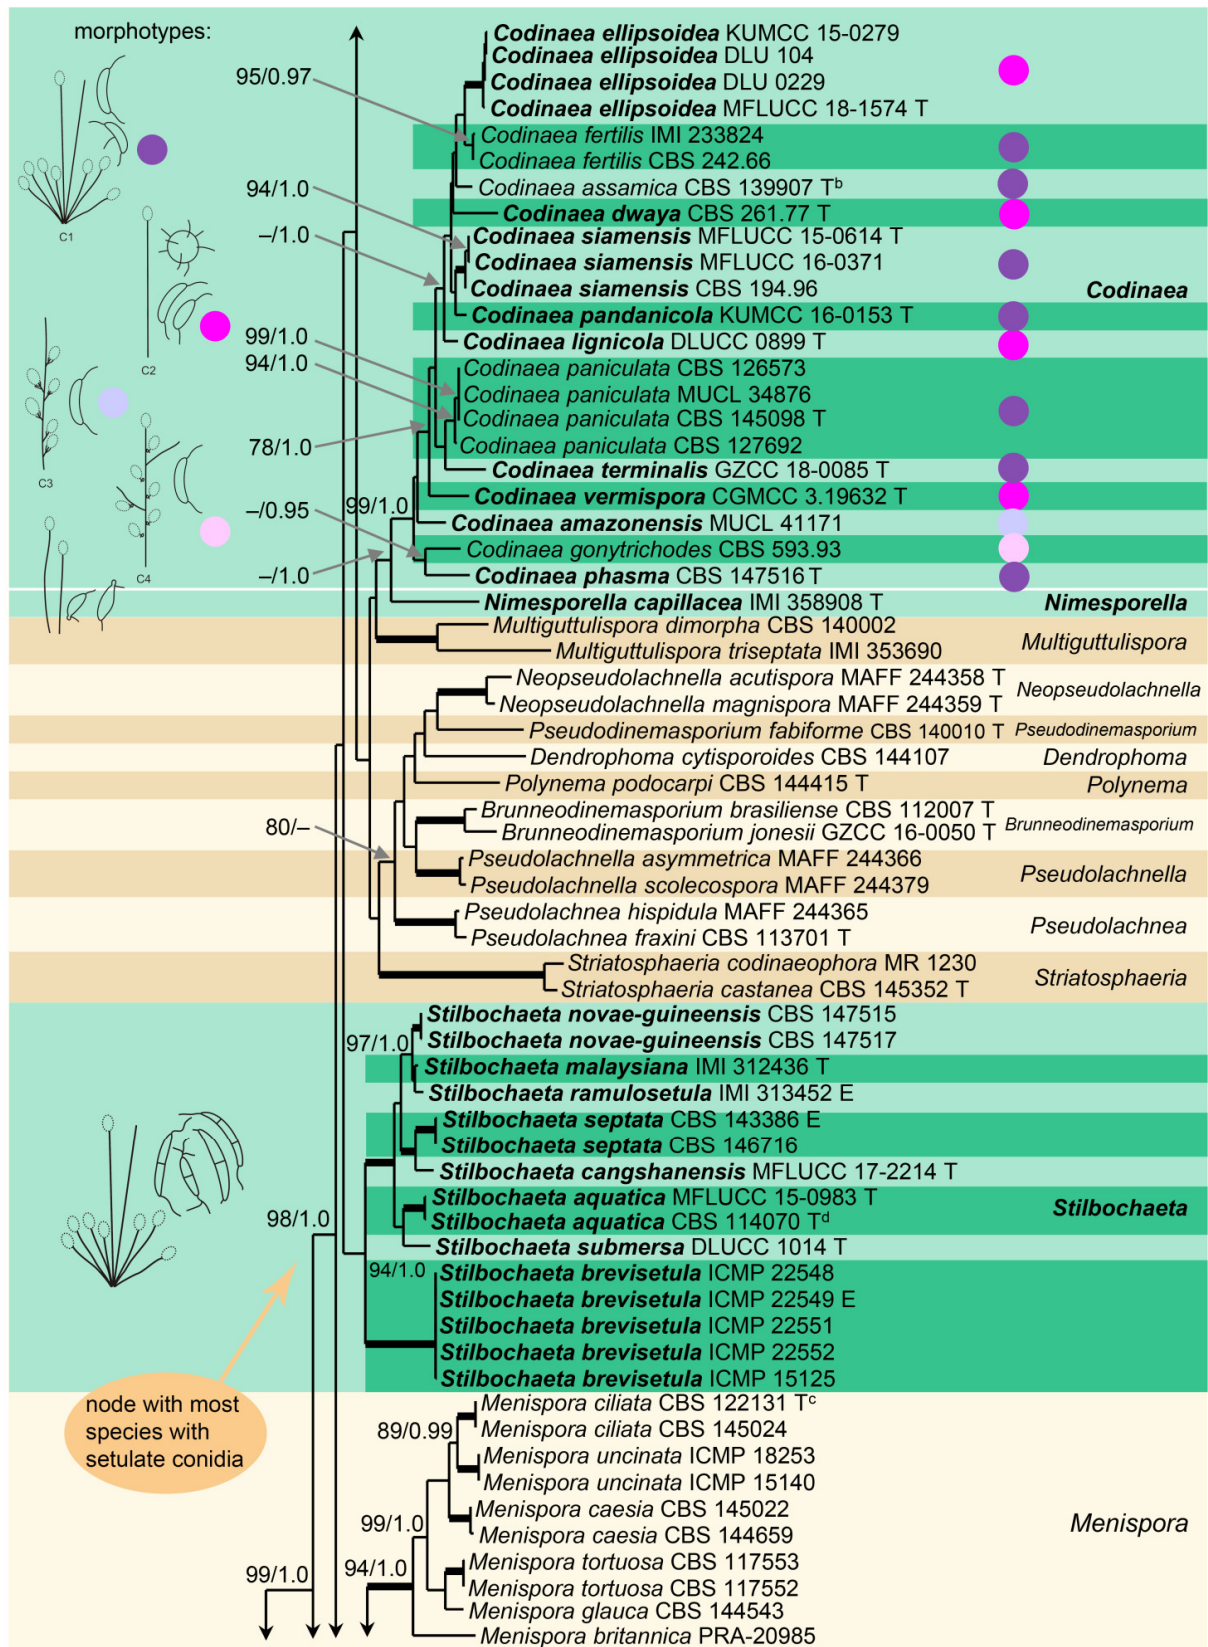 morphotypes:
C1
C2
C3
C4
95/0.97
94/1.0
–/1.0
99/1.0
94/1.0
78/1.0
99/1.0
–/0.95
–/1.0
Codinaea ellipsoidea KUMCC 15-0279
Codinaea ellipsoidea DLU 104
Codinaea ellipsoidea DLU 0229
Codinaea ellipsoidea MFLUCC 18-1574 T
Codinaea fertilis IMI 233824
Codinaea fertilis CBS 242.66
Codinaea assamica CBS 139907 Tᵇ
Codinaea dwaya CBS 261.77 T
Codinaea siamensis MFLUCC 15-0614 T
Codinaea siamensis MFLUCC 16-0371
Codinaea siamensis CBS 194.96
Codinaea
Codinaea pandanicola KUMCC 16-0153 T
Codinaea lignicola DLUCC 0899 T
Codinaea paniculata CBS 126573
Codinaea paniculata MUCL 34876
Codinaea paniculata CBS 145098 T
Codinaea paniculata CBS 127692
Codinaea terminalis GZCC 18-0085 T
Codinaea vermispora CGMCC 3.19632 T
Codinaea amazonensis MUCL 41171
Codinaea gonytrichodes CBS 593.93
Codinaea phasma CBS 147516 T
Nimesporella capillacea IMI 358908 T
Nimesporella
Multiguttulispora dimorpha CBS 140002
Multiguttulispora triseptata IMI 353690
Multiguttulispora
Neopseudolachnella acutispora MAFF 244358 T
Neopseudolachnella magnispora MAFF 244359 T
Neopseudolachnella
Pseudodinemasporium fabiforme CBS 140010 T
Pseudodinemasporium
Dendrophoma cytisporoides CBS 144107
Dendrophoma
Polynema podocarpi CBS 144415 T
Polynema
Brunneodinemasporium brasiliense CBS 112007 T
Brunneodinemasporium jonesii GZCC 16-0050 T
Brunneodinemasporium
80/–
Pseudolachnella asymmetrica MAFF 244366
Pseudolachnella scolecospora MAFF 244379
Pseudolachnella
Pseudolachnea hispidula MAFF 244365
Pseudolachnea fraxini CBS 113701 T
Pseudolachnea
Striatosphaeria codinaeophora MR 1230
Striatosphaeria castanea CBS 145352 T
Striatosphaeria
Stilbochaeta novae-guineensis CBS 147515
Stilbochaeta novae-guineensis CBS 147517
97/1.0
Stilbochaeta malaysiana IMI 312436 T
Stilbochaeta ramulosetula IMI 313452 E
Stilbochaeta septata CBS 143386 E
Stilbochaeta septata CBS 146716
Stilbochaeta cangshanensis MFLUCC 17-2214 T
Stilbochaeta aquatica MFLUCC 15-0983 T
Stilbochaeta aquatica CBS 114070 Tᵈ
Stilbochaeta
98/1.0
Stilbochaeta submersa DLUCC 1014 T
94/1.0
Stilbochaeta brevisetula ICMP 22548
Stilbochaeta brevisetula ICMP 22549 E
Stilbochaeta brevisetula ICMP 22551
Stilbochaeta brevisetula ICMP 22552
Stilbochaeta brevisetula ICMP 15125
node with most
species with
setulate conidia
Menispora ciliata CBS 122131 Tᶜ
Menispora ciliata CBS 145024
89/0.99
Menispora uncinata ICMP 18253
Menispora uncinata ICMP 15140
Menispora caesia CBS 145022
Menispora caesia CBS 144659
Menispora
99/1.0
Menispora tortuosa CBS 117553
Menispora tortuosa CBS 117552
99/1.0
94/1.0
Menispora glauca CBS 144543
Menispora britannica PRA-20985